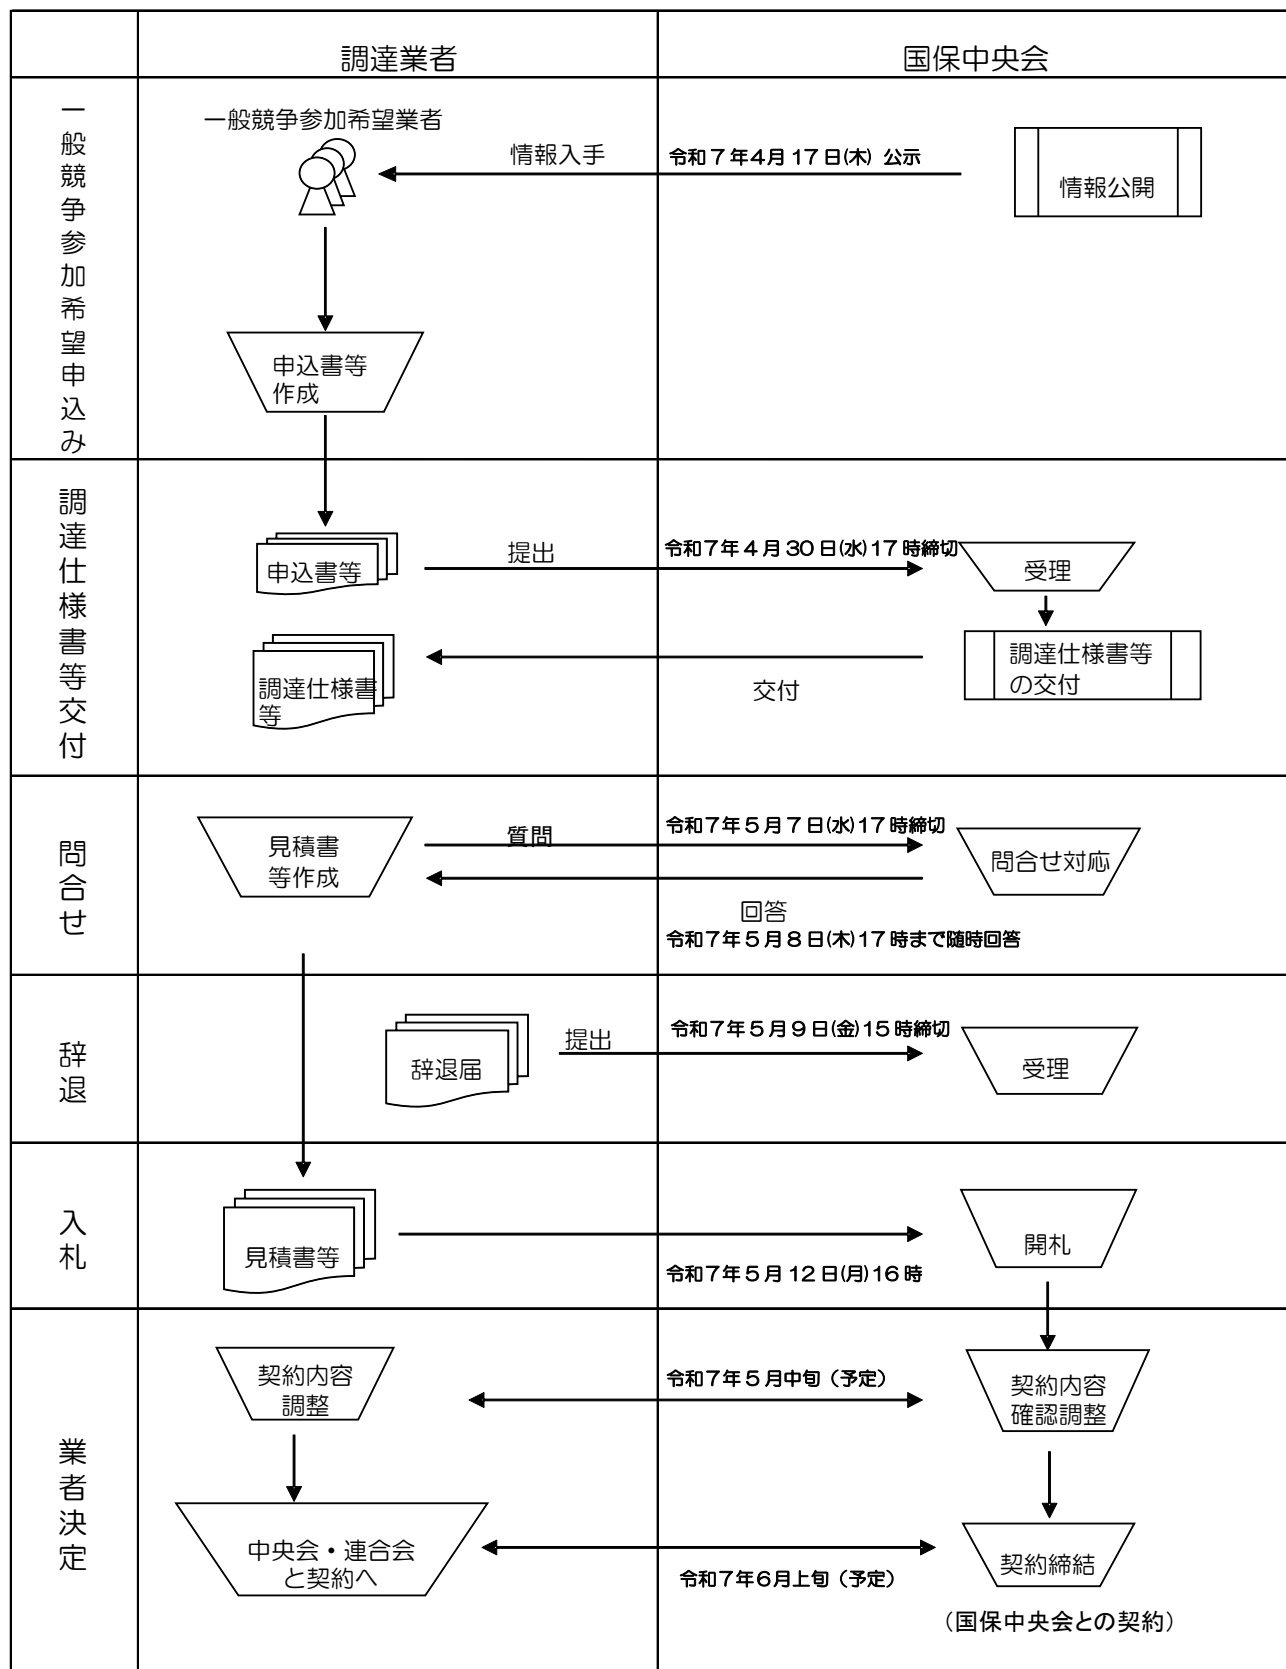 調達業者
国保中央会
一般競争参加希望申込み
一般競争参加希望業者
情報入手
令和７年４月17日(木) 公示
情報公開
申込書等
作成
調達仕様書等交付
申込書等
提出
令和７年４月30日(水)17時締切
受理
調達仕様書
等
交付
調達仕様書等
の交付
問合せ
見積書
等作成
質問
令和７年５月７日(水)17時締切
問合せ対応
回答
令和７年５月８日(木)17時まで随時回答
辞退
辞退届
提出
令和７年５月９日(金)15時締切
受理
入札
見積書等
令和７年５月12日(月)16時
開札
業者決定
契約内容
調整
令和７年５月中旬（予定）
契約内容
確認調整
中央会・連合会
と契約へ
令和７年６月上旬（予定）
契約締結
（国保中央会との契約）